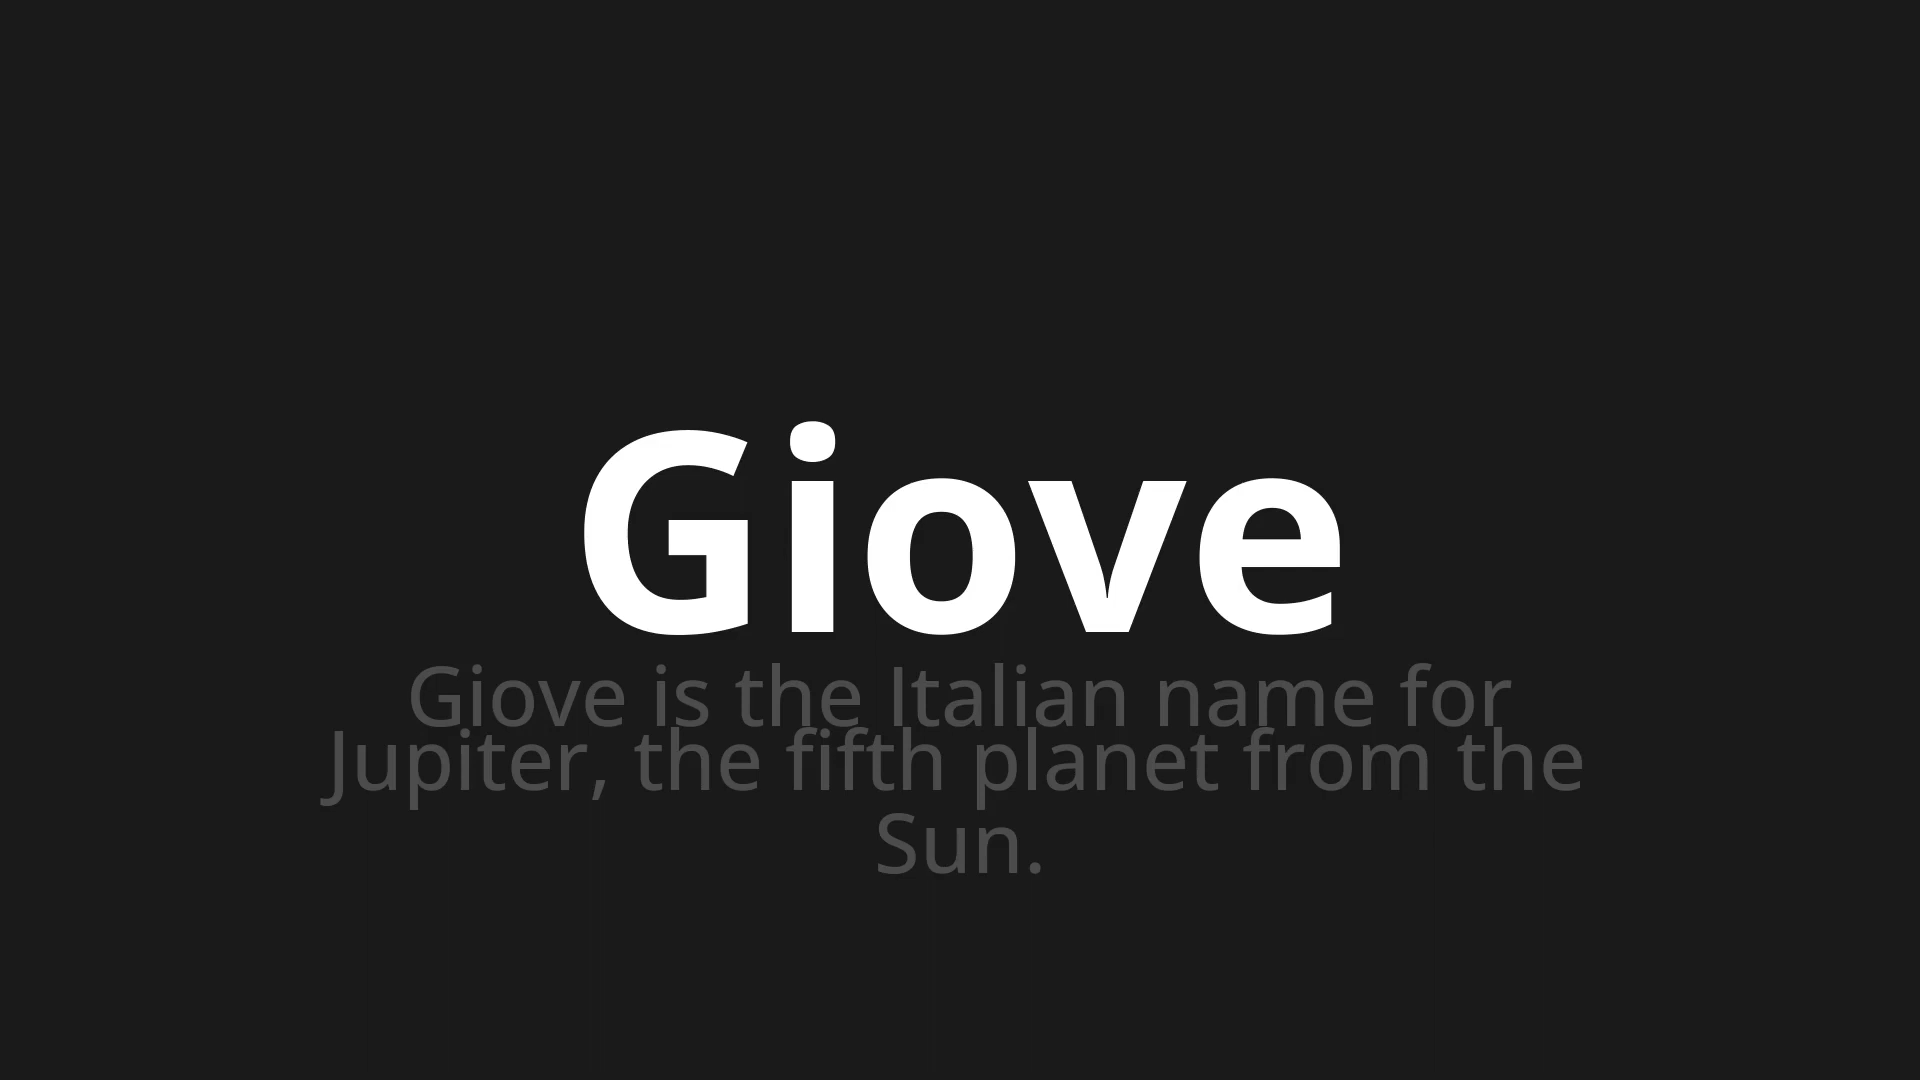 Giove
Giove is the Italian name for
Jupiter, the fifth planet from the
Sun.